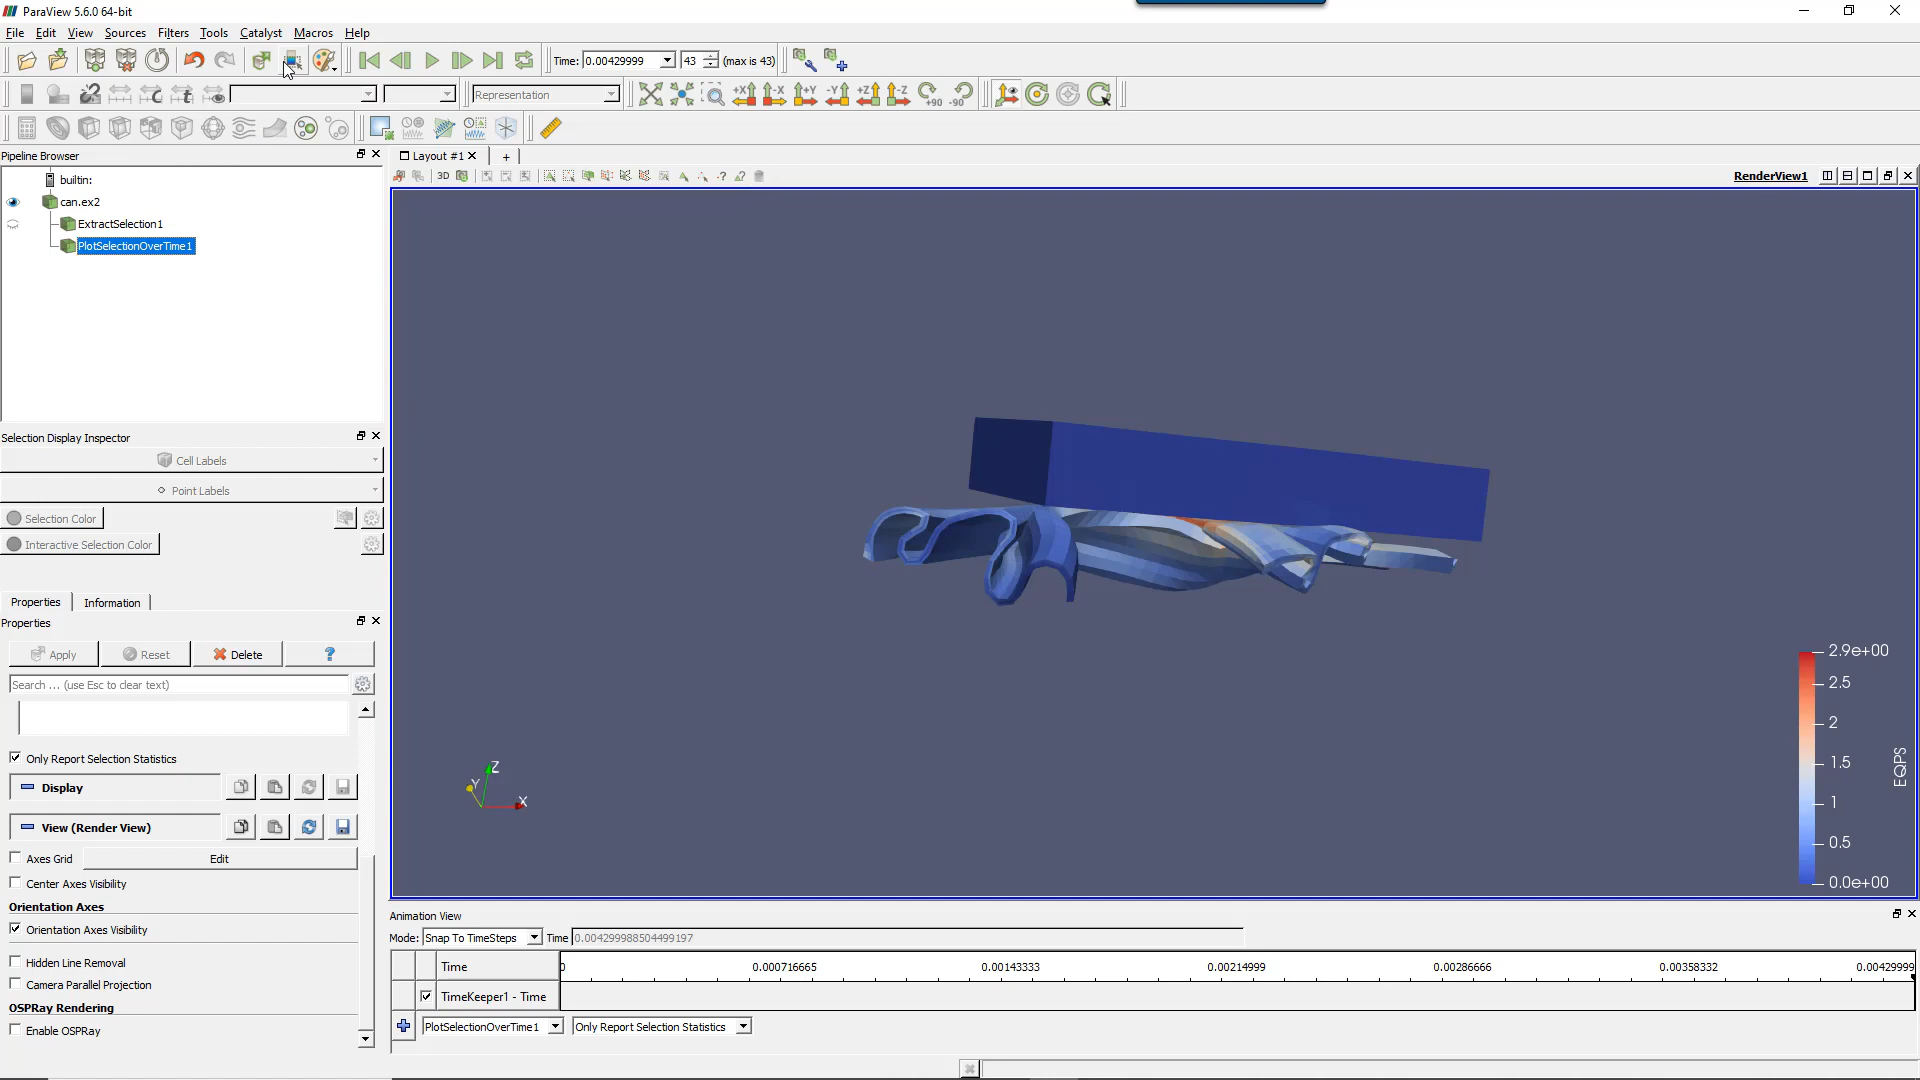 ParaView 5.6.0 64-bit
File Edit View Sources Filters Tools Catalyst Macros Help
Time: 0.00429999 43 (max is 43)
Representation +X -X +Y -Y +Z -Z +90 -90
Pipeline Browser
Layout #1 +
builtin:
3D
RenderView1
can.ex2
ExtractSelection1
PlotSelectionOverTime1
Selection Display Inspector
Cell Labels
Point Labels
Selection Color
Interactive Selection Color
Properties Information
Properties
Apply Reset Delete ?
Search ... (use Esc to clear text)
Only Report Selection Statistics
Display
View (Render View)
Axes Grid Edit
Center Axes Visibility
Orientation Axes
Orientation Axes Visibility
Hidden Line Removal
Camera Parallel Projection
OSPRay Rendering
Enable OSPRay
2.9e+00
2.5
2
1.5
1
0.5
0.0e+00
EQPS
Z
Y
X
Animation View
Mode: Snap To TimeSteps Time 0.004299988504499197
Time 0 0.000716665 0.00143333 0.00214999 0.00286666 0.00358332 0.00429999
TimeKeeper1 - Time
PlotSelectionOverTime1 Only Report Selection Statistics